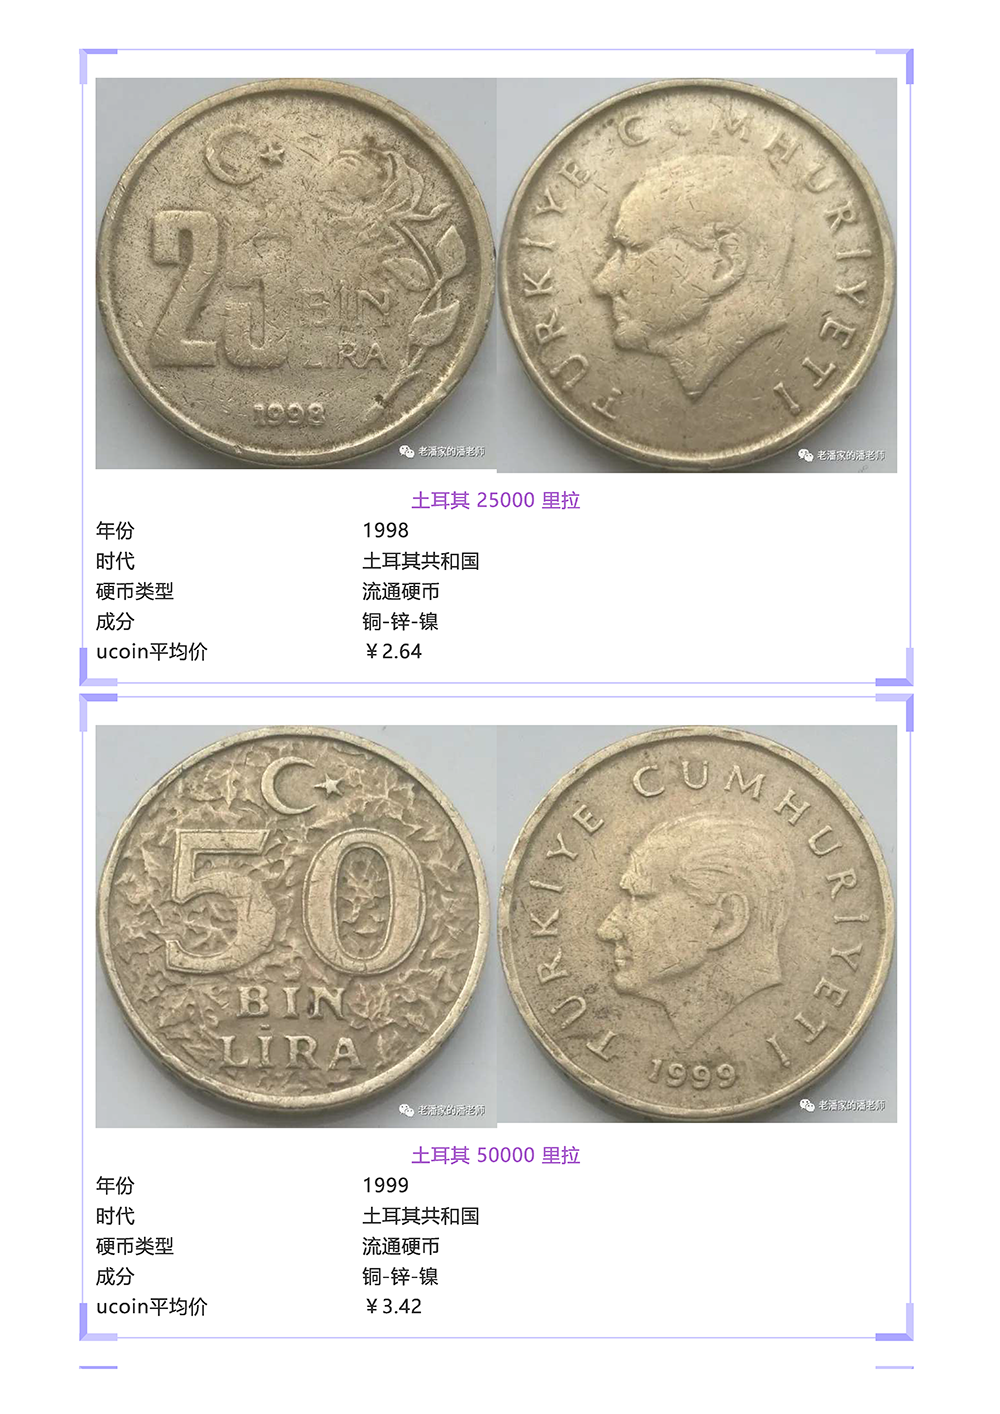 25
BİN
LİRA
1998
TÜRKİYE CUMHURİYETİ
老潘家的潘老师
老潘家的潘老师
土耳其 25000 里拉
年份 1998
时代 土耳其共和国
硬币类型 流通硬币
成分 铜-锌-镍
ucoin平均价 ￥2.64
50
BIN
LİRA
TÜRKİYE CUMHURİYETİ
1999
老潘家的潘老师
老潘家的潘老师
土耳其 50000 里拉
年份 1999
时代 土耳其共和国
硬币类型 流通硬币
成分 铜-锌-镍
ucoin平均价 ￥3.42